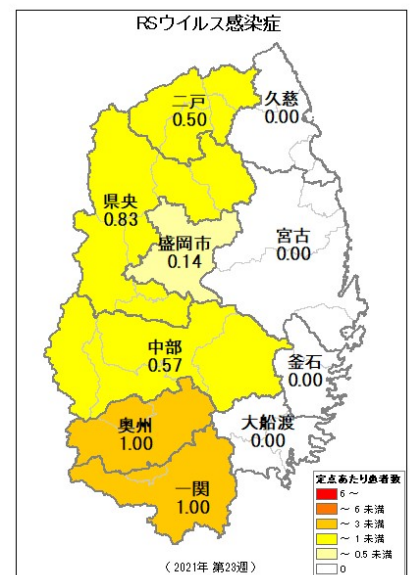 RSウイルス感染症
二戸
0.50
久慈
0.00
県央
0.83
盛岡市
0.14
宮古
0.00
中部
0.57
釜石
0.00
奥州
1.00
大船渡
0.00
一関
1.00
定点あたり患者数
6 ～
～ 6 未満
～ 3 未満
～ 1 未満
～ 0.5 未満
0
（ 2021年 第23週 ）